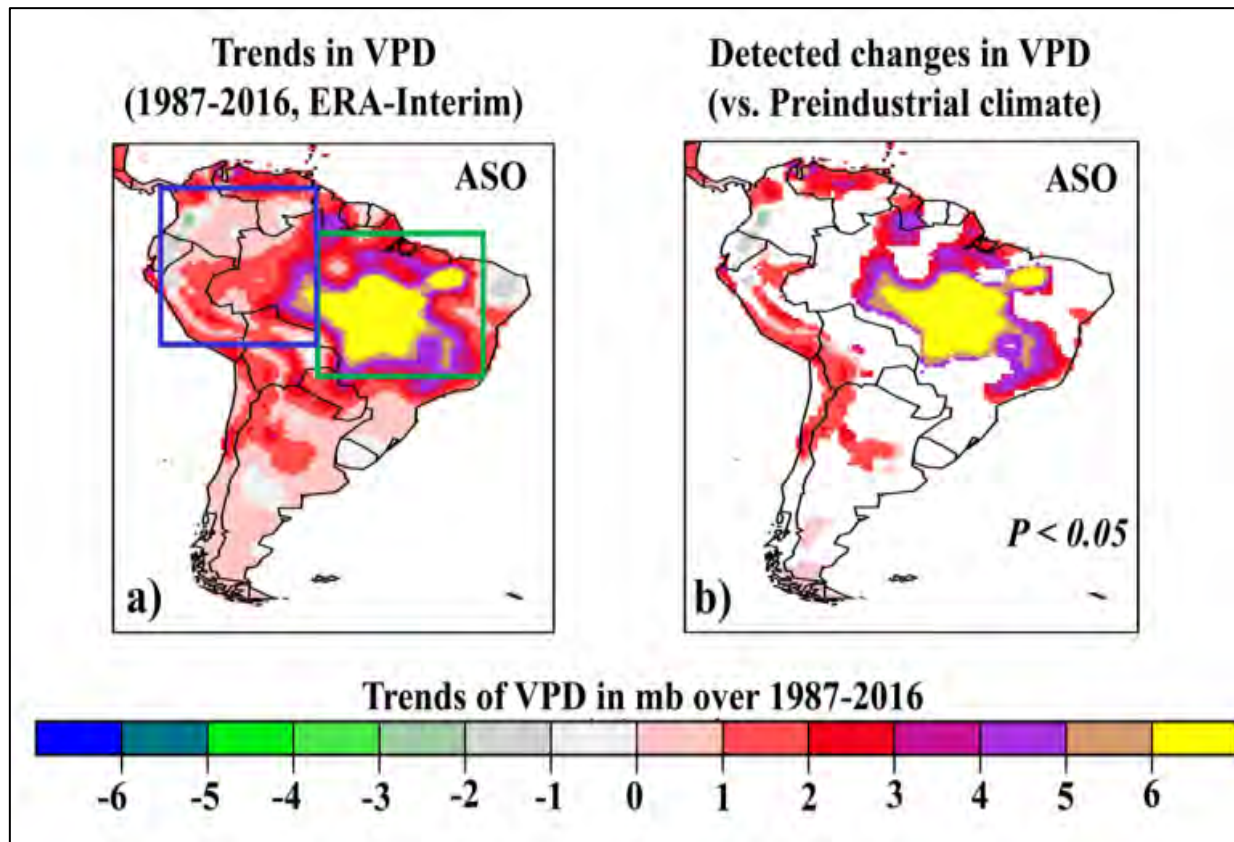 Trends in VPD
(1987-2016, ERA-Interim)
ASO
a)
Detected changes in VPD
(vs. Preindustrial climate)
ASO
P < 0.05
b)
Trends of VPD in mb over 1987-2016
-6 -5 -4 -3 -2 -1 0 1 2 3 4 5 6